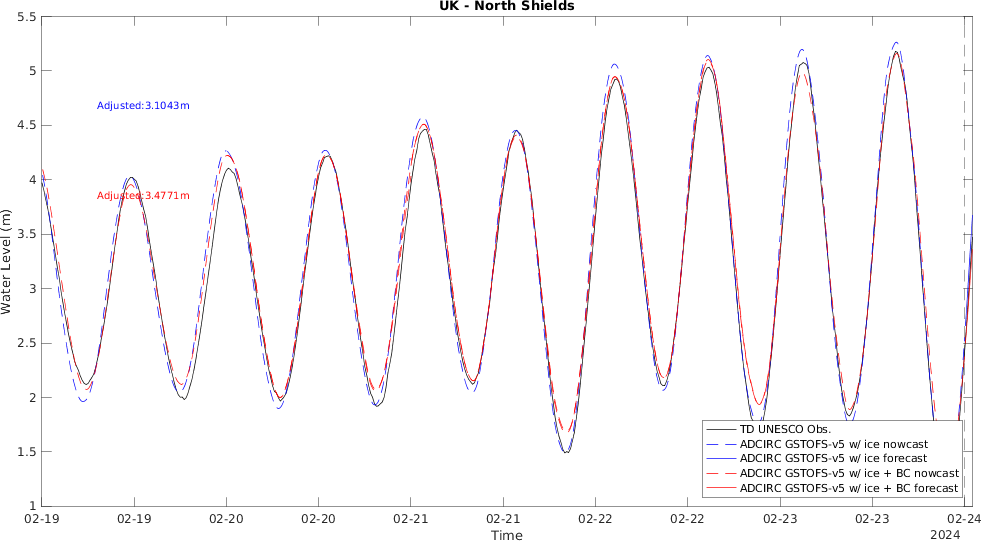 UK - North Shields
5.5
5
4.5
4
3.5
3
2.5
2
1.5
1
Water Level (m)
Adjusted:3.1043m
Adjusted:3.4771m
TD UNESCO Obs.
ADCIRC GSTOFS-v5 w/ ice nowcast
ADCIRC GSTOFS-v5 w/ ice forecast
ADCIRC GSTOFS-v5 w/ ice + BC nowcast
ADCIRC GSTOFS-v5 w/ ice + BC forecast
02-19 02-19 02-20 02-20 02-21 02-21 02-22 02-22 02-23 02-23 02-24
Time
2024